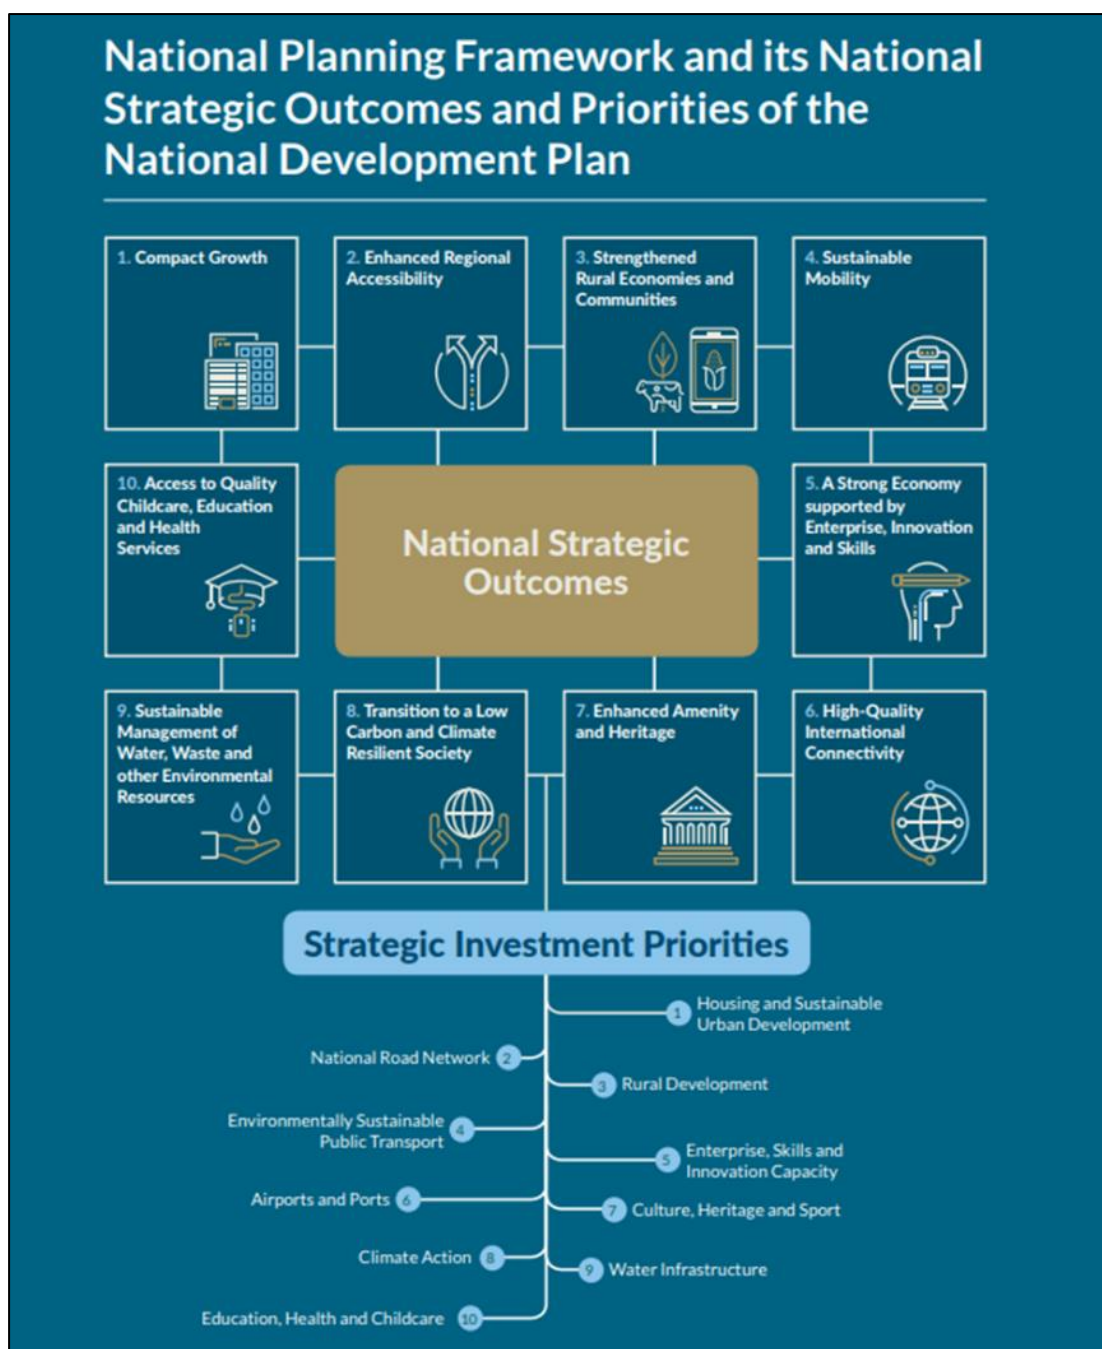 National Planning Framework and its National
Strategic Outcomes and Priorities of the
National Development Plan
1. Compact Growth
2. Enhanced Regional
Accessibility
3. Strengthened
Rural Economies and
Communities
4. Sustainable
Mobility
10. Access to Quality
Childcare, Education
and Health
Services
National Strategic
Outcomes
5. A Strong Economy
supported by
Enterprise, Innovation
and Skills
9. Sustainable
Management of
Water, Waste and
other Environmental
Resources
8. Transition to a Low
Carbon and Climate
Resilient Society
7. Enhanced Amenity
and Heritage
6. High-Quality
International
Connectivity
Strategic Investment Priorities
1 Housing and Sustainable
Urban Development
National Road Network 2
3 Rural Development
Environmentally Sustainable
Public Transport 4
5 Enterprise, Skills and
Innovation Capacity
Airports and Ports 6
7 Culture, Heritage and Sport
Climate Action 8
9 Water Infrastructure
Education, Health and Childcare 10